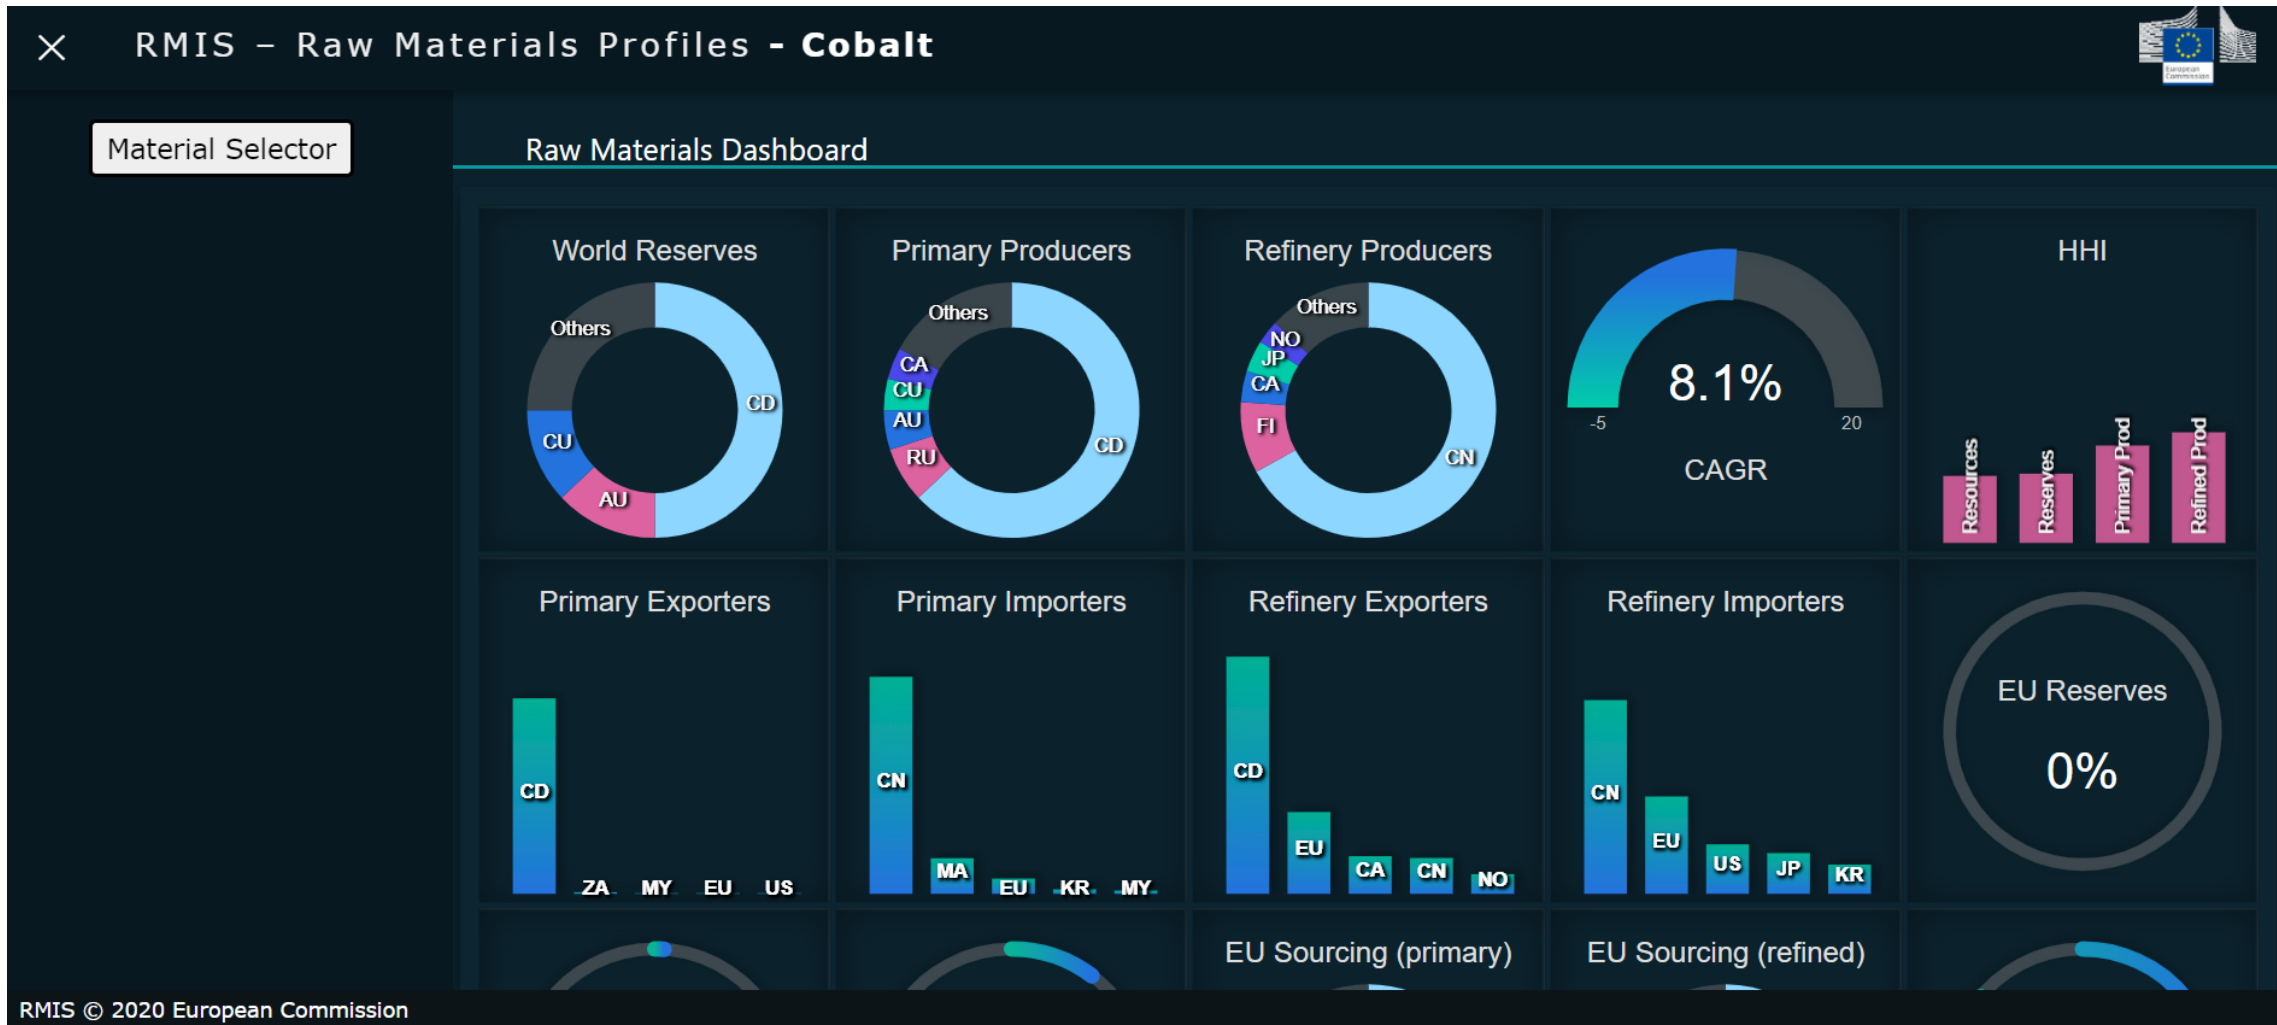 RMIS – Raw Materials Profiles - Cobalt
European
Commission
Material Selector
Raw Materials Dashboard
World Reserves
Others
CD
CU
AU
Primary Producers
Others
CA
CU
AU
RU
CD
Refinery Producers
Others
NO
JP
CA
FI
CN
8.1%
-5
20
CAGR
HHI
Resources
Reserves
Primary Prod
Refined Prod
Primary Exporters
CD
ZA
MY
EU
US
Primary Importers
CN
MA
EU
KR
MY
Refinery Exporters
CD
EU
CA
CN
NO
Refinery Importers
CN
EU
US
JP
KR
EU Reserves
0%
EU Sourcing (primary)
EU Sourcing (refined)
RMIS © 2020 European Commission